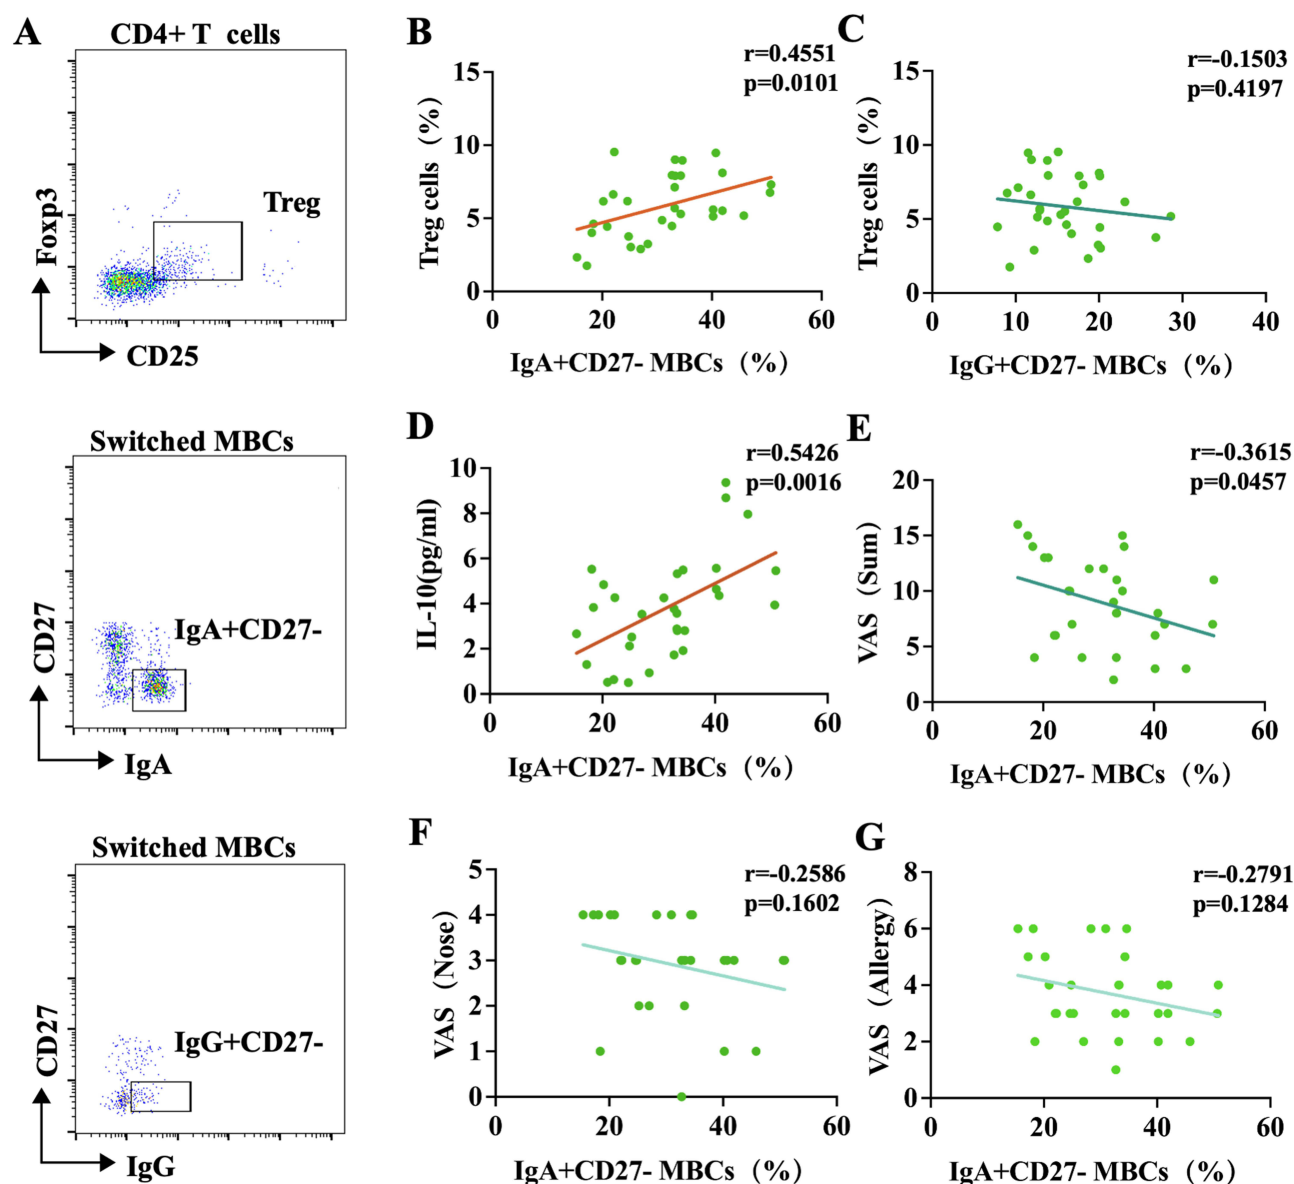 A
CD4+ T cells
Foxp3
Treg
CD25
B
r=0.4551
p=0.0101
Treg cells（%）
15
10
5
0
0 20 40 60
IgA+CD27- MBCs（%）
C
r=-0.1503
p=0.4197
Treg cells（%）
15
10
5
0
0 10 20 30 40
IgG+CD27- MBCs（%）
Switched MBCs
CD27
IgA+CD27-
IgA
D
r=0.5426
p=0.0016
IL-10(pg/ml)
10
8
6
4
2
0
0 20 40 60
IgA+CD27- MBCs（%）
E
r=-0.3615
p=0.0457
VAS（Sum）
20
15
10
5
0
0 20 40 60
IgA+CD27- MBCs（%）
Switched MBCs
CD27
IgG+CD27-
IgG
F
r=-0.2586
p=0.1602
VAS（Nose）
5
4
3
2
1
0
0 20 40 60
IgA+CD27- MBCs（%）
G
r=-0.2791
p=0.1284
VAS（Allergy）
8
6
4
2
0
0 20 40 60
IgA+CD27- MBCs（%）